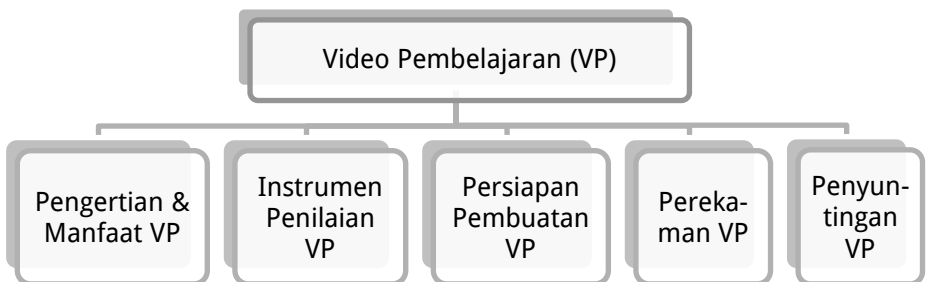 Video Pembelajaran (VP)
Pengertian &
Manfaat VP
Instrumen
Penilaian
VP
Persiapan
Pembuatan
VP
Pereka-
man VP
Penyun-
tingan
VP